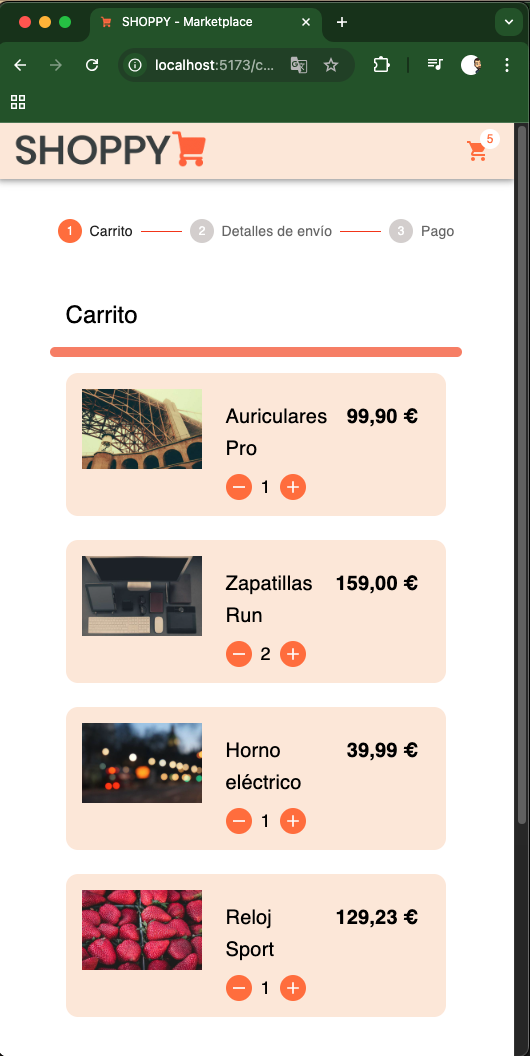 SHOPPY - Marketplace
localhost:5173/c...
SHOPPY
5
1 Carrito 2 Detalles de envío 3 Pago
Carrito
Auriculares 99,90 €
Pro
1
Zapatillas 159,00 €
Run
2
Horno 39,99 €
eléctrico
1
Reloj 129,23 €
Sport
1